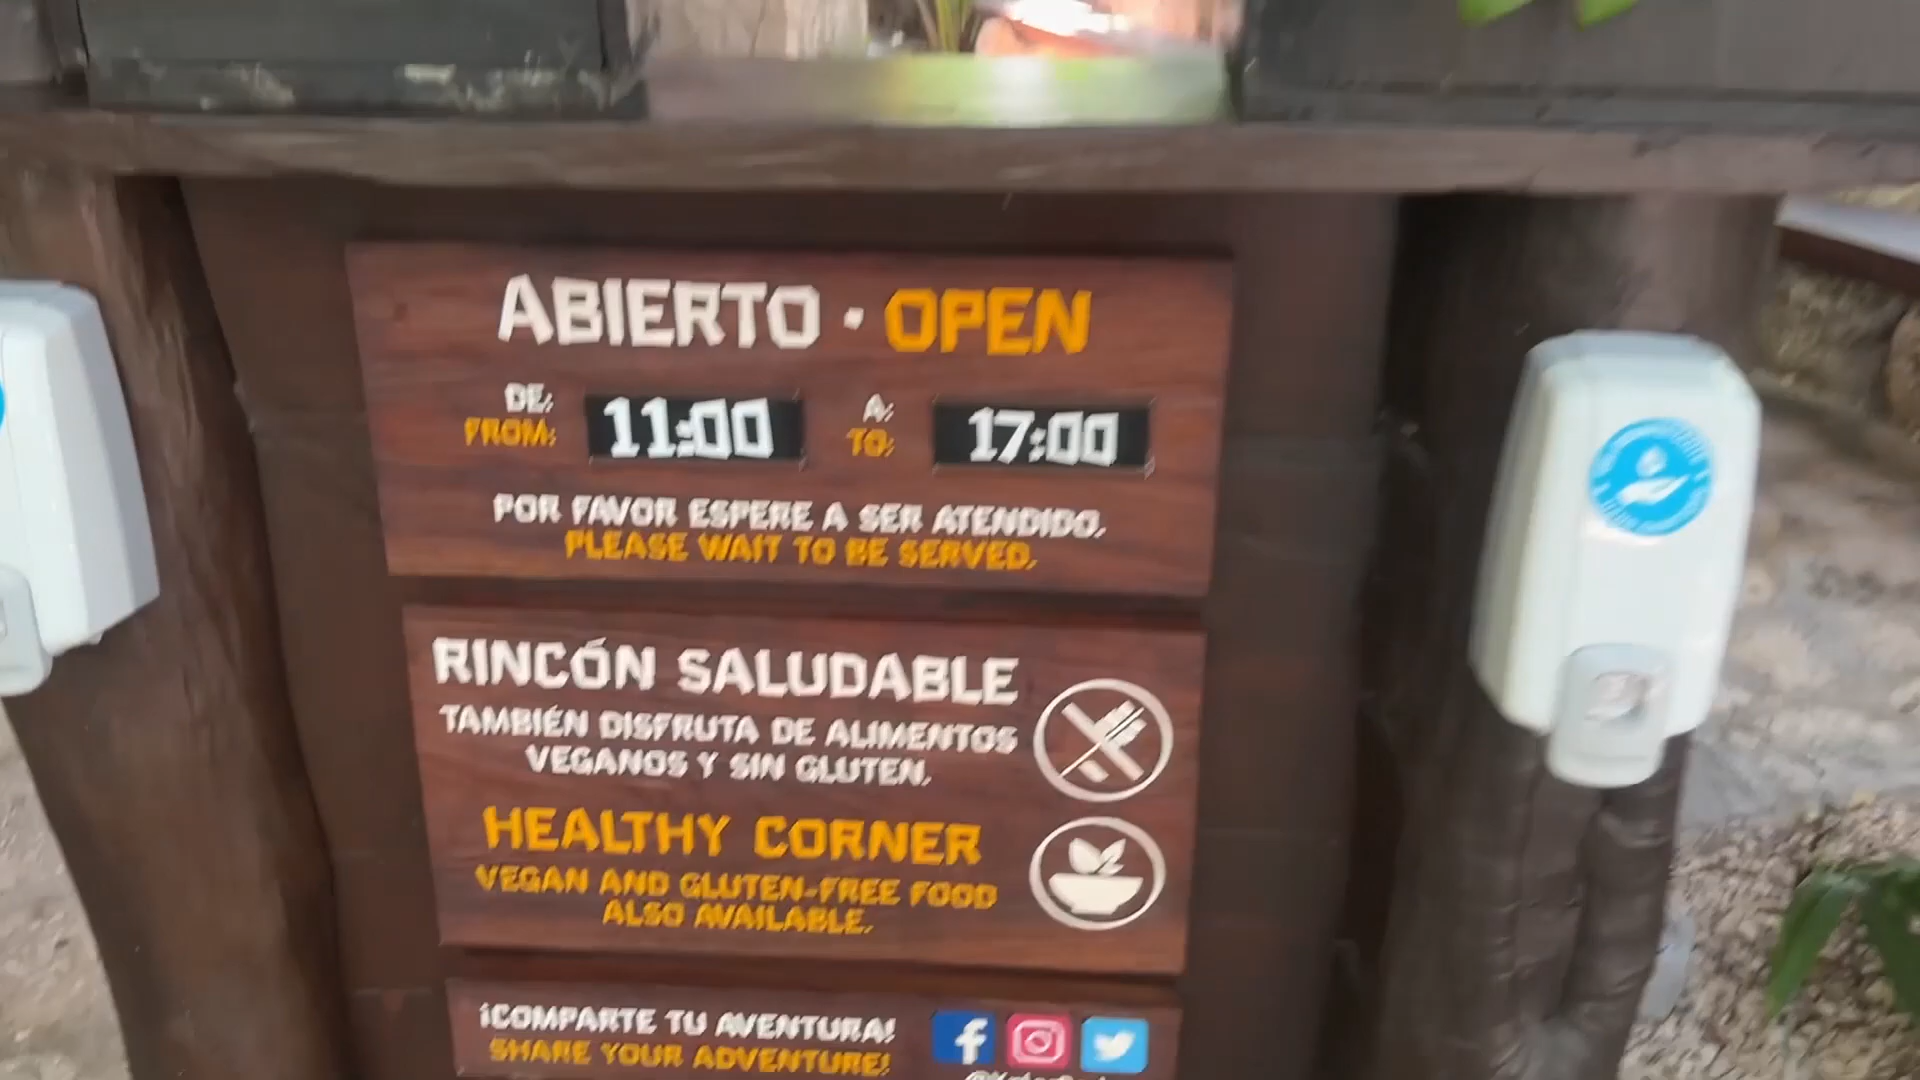 ABIERTO · OPEN
DE: 11:00 A: 17:00
FROM: TO:
POR FAVOR ESPERE A SER ATENDIDO.
PLEASE WAIT TO BE SERVED.
RINCÓN SALUDABLE
TAMBIÉN DISFRUTA DE ALIMENTOS
VEGANOS Y SIN GLUTEN.
HEALTHY CORNER
VEGAN AND GLUTEN-FREE FOOD
ALSO AVAILABLE.
¡COMPARTE TU AVENTURA!
SHARE YOUR ADVENTURE!